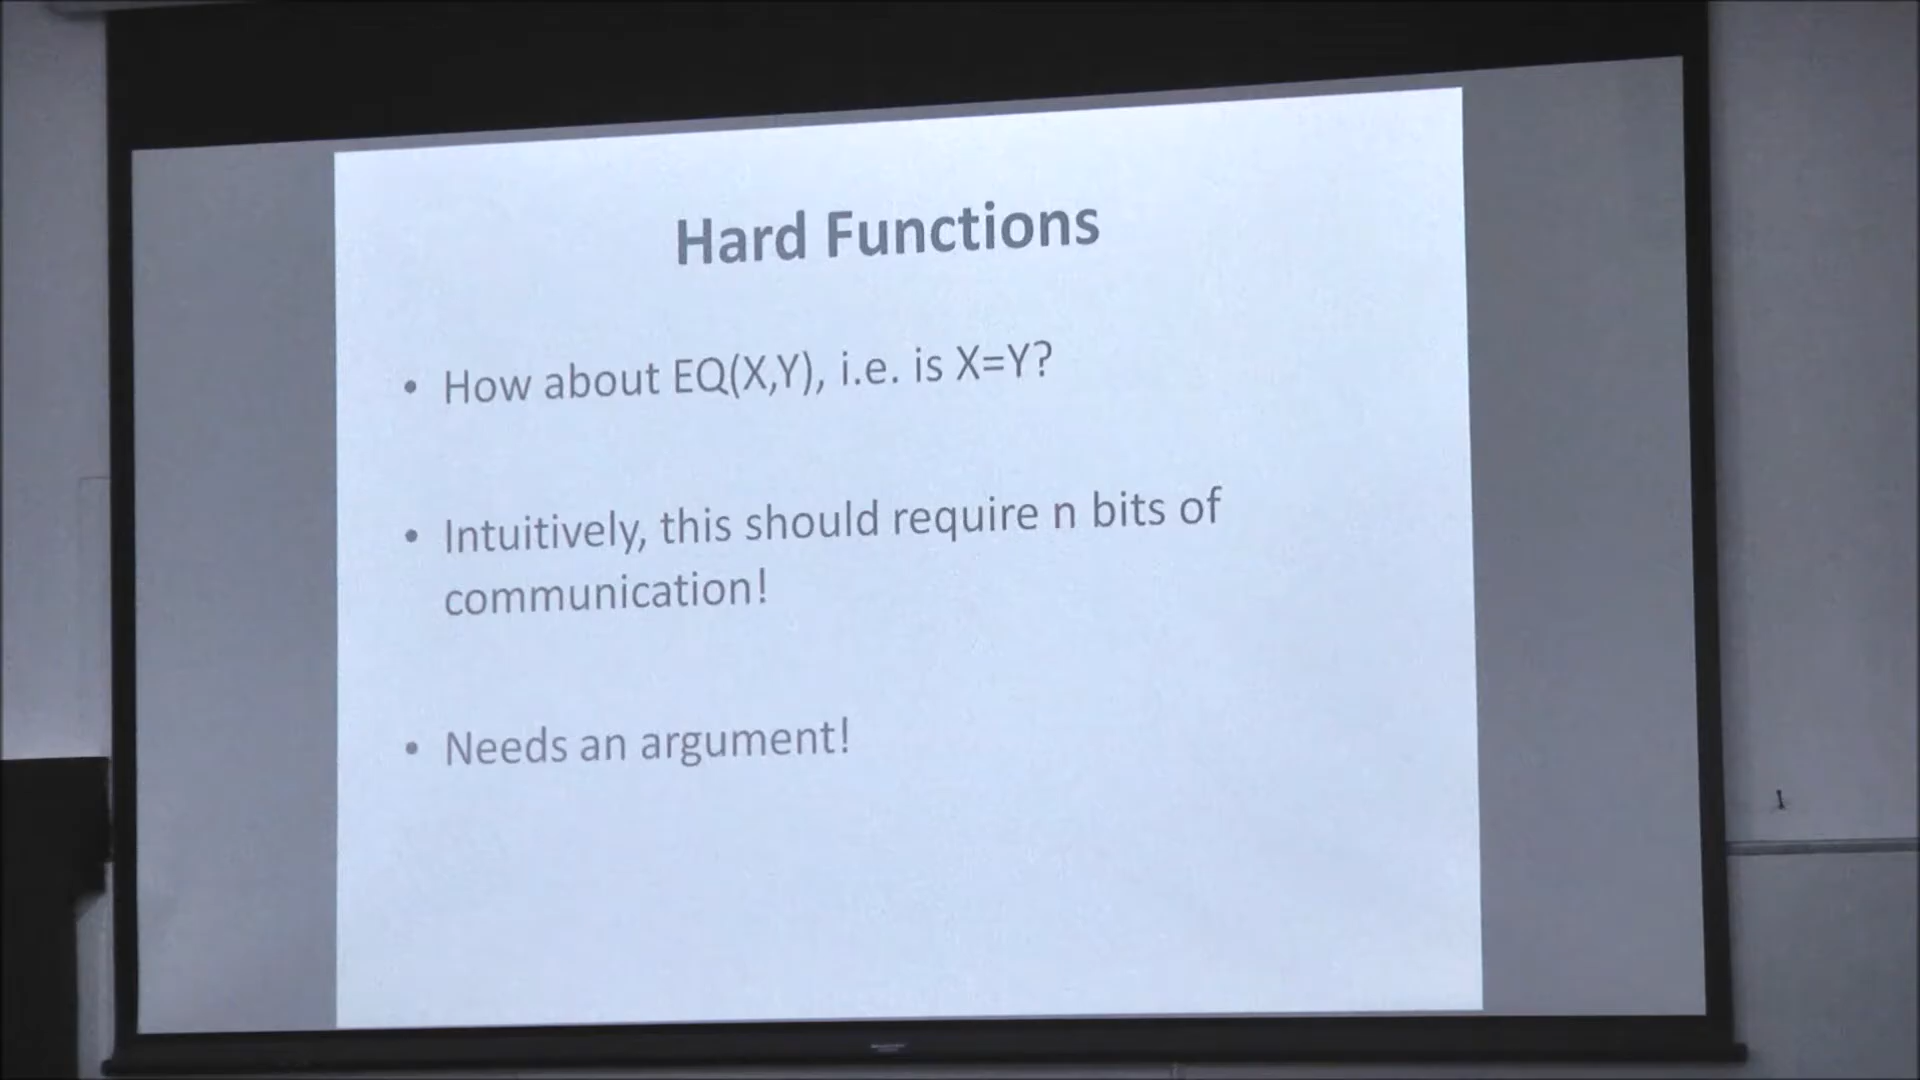 Hard Functions
• How about EQ(X,Y), i.e. is X=Y?
• Intuitively, this should require n bits of
communication!
• Needs an argument!